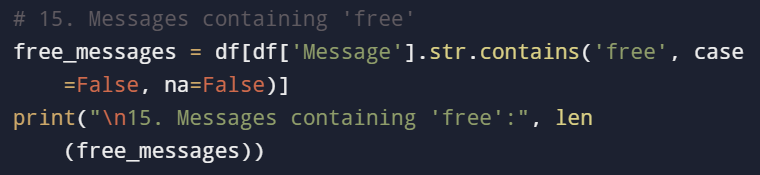 # 15. Messages containing 'free'
free_messages = df[df['Message'].str.contains('free', case
    =False, na=False)]
print("\n15. Messages containing 'free':", len
    (free_messages))